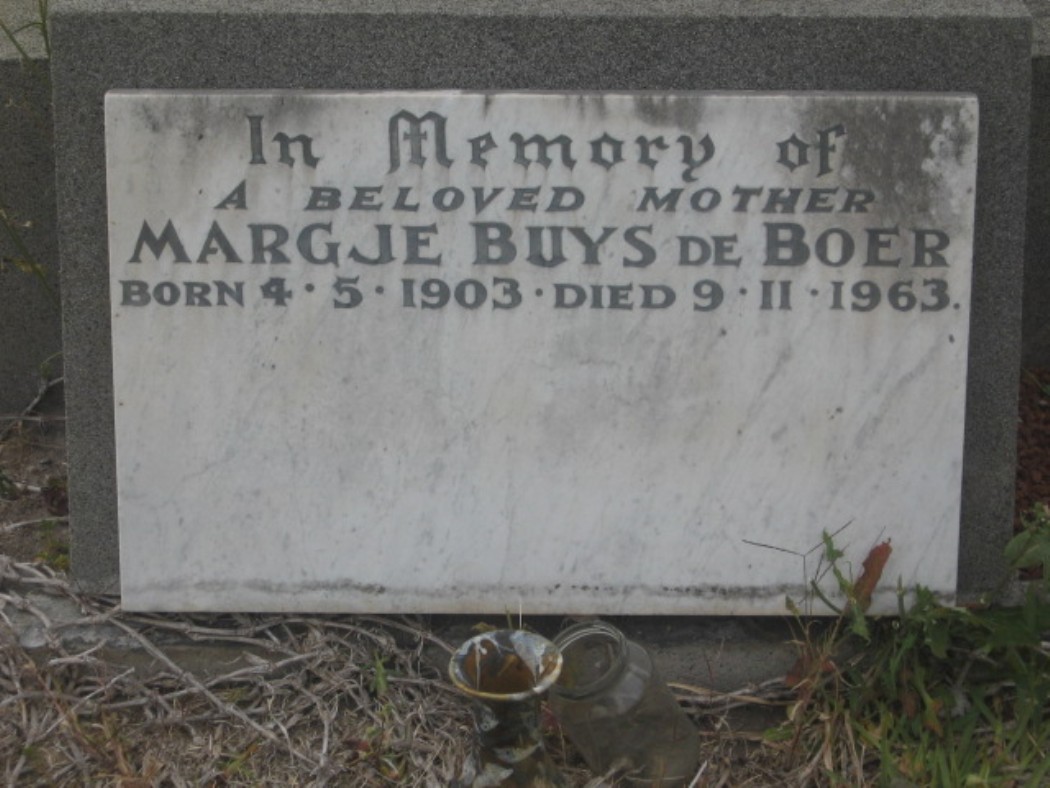 In Memory of
A BELOVED MOTHER
MARGJE BUYS DE BOER
BORN 4·5·1903·DIED 9·11·1963.